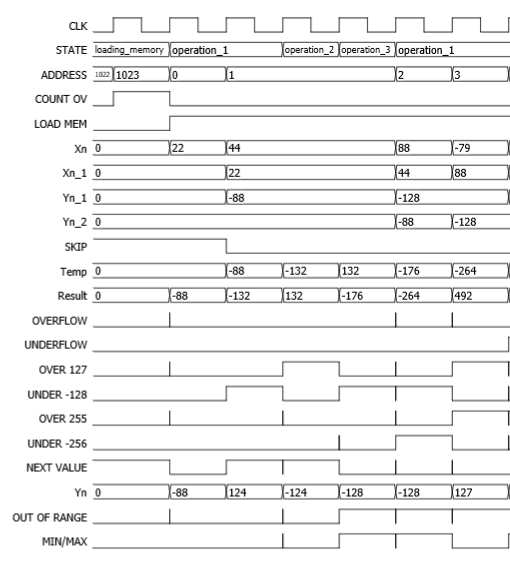 CLK
STATE loading_memory operation_1 operation_2 operation_3 operation_1
ADDRESS 1022 1023 0 1 2 3
COUNT OV
LOAD MEM
Xn 0 22 44 88 -79
Xn_1 0 22 44 88
Yn_1 0 -88 -128
Yn_2 0 -88 -128
SKIP
Temp 0 -88 -132 132 -176 -264
Result 0 -88 -132 132 -176 -264 492
OVERFLOW
UNDERFLOW
OVER 127
UNDER -128
OVER 255
UNDER -256
NEXT VALUE
Yn 0 -88 124 -124 -128 -128 127
OUT OF RANGE
MIN/MAX